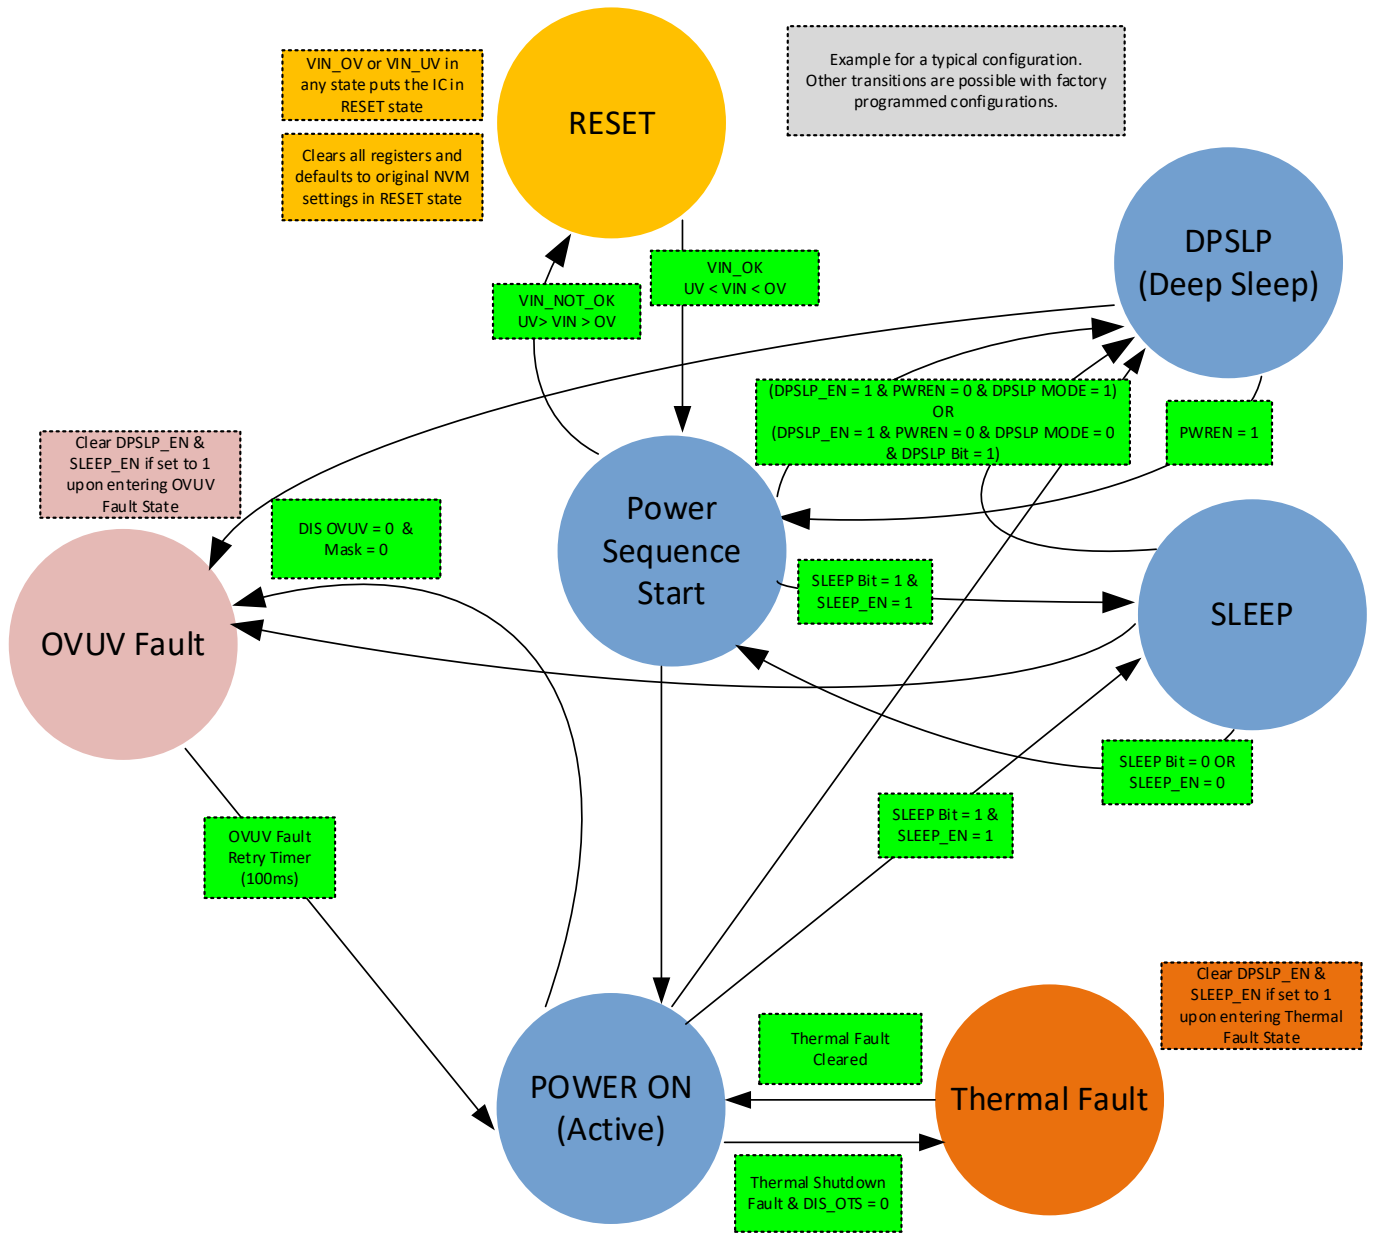 VIN_OV or VIN_UV in
any state puts the IC in
RESET state
Clears all registers and
defaults to original NVM
settings in RESET state
RESET
Example for a typical configuration.
Other transitions are possible with factory
programmed configurations.
DPSLP
(Deep Sleep)
VIN_NOT_OK
UV> VIN > OV
VIN_OK
UV < VIN < OV
(DPSLP_EN = 1 & PWREN = 0 & DPSLP MODE = 1)
OR
(DPSLP_EN = 1 & PWREN = 0 & DPSLP MODE = 0
& DPSLP Bit = 1)
PWREN = 1
Clear DPSLP_EN &
SLEEP_EN if set to 1
upon entering OVUV
Fault State
DIS OVUV = 0 &
Mask = 0
Power
Sequence
Start
SLEEP Bit = 1 &
SLEEP_EN = 1
SLEEP
OVUV Fault
SLEEP Bit = 0 OR
SLEEP_EN = 0
SLEEP Bit = 1 &
SLEEP_EN = 1
OVUV Fault
Retry Timer
(100ms)
Clear DPSLP_EN &
SLEEP_EN if set to 1
upon entering Thermal
Fault State
Thermal Fault
Cleared
POWER ON
(Active)
Thermal Fault
Thermal Shutdown
Fault & DIS_OTS = 0